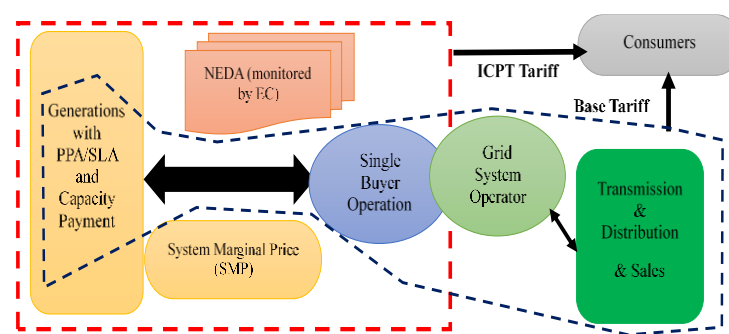 NEDA (monitored
by EC)
Consumers
ICPT Tariff
Base Tariff
Generations
with
PPA/SLA
and
Capacity
Payment
Single
Buyer
Operation
Grid
System
Operator
Transmission
&
Distribution
& Sales
System Marginal Price
(SMP)